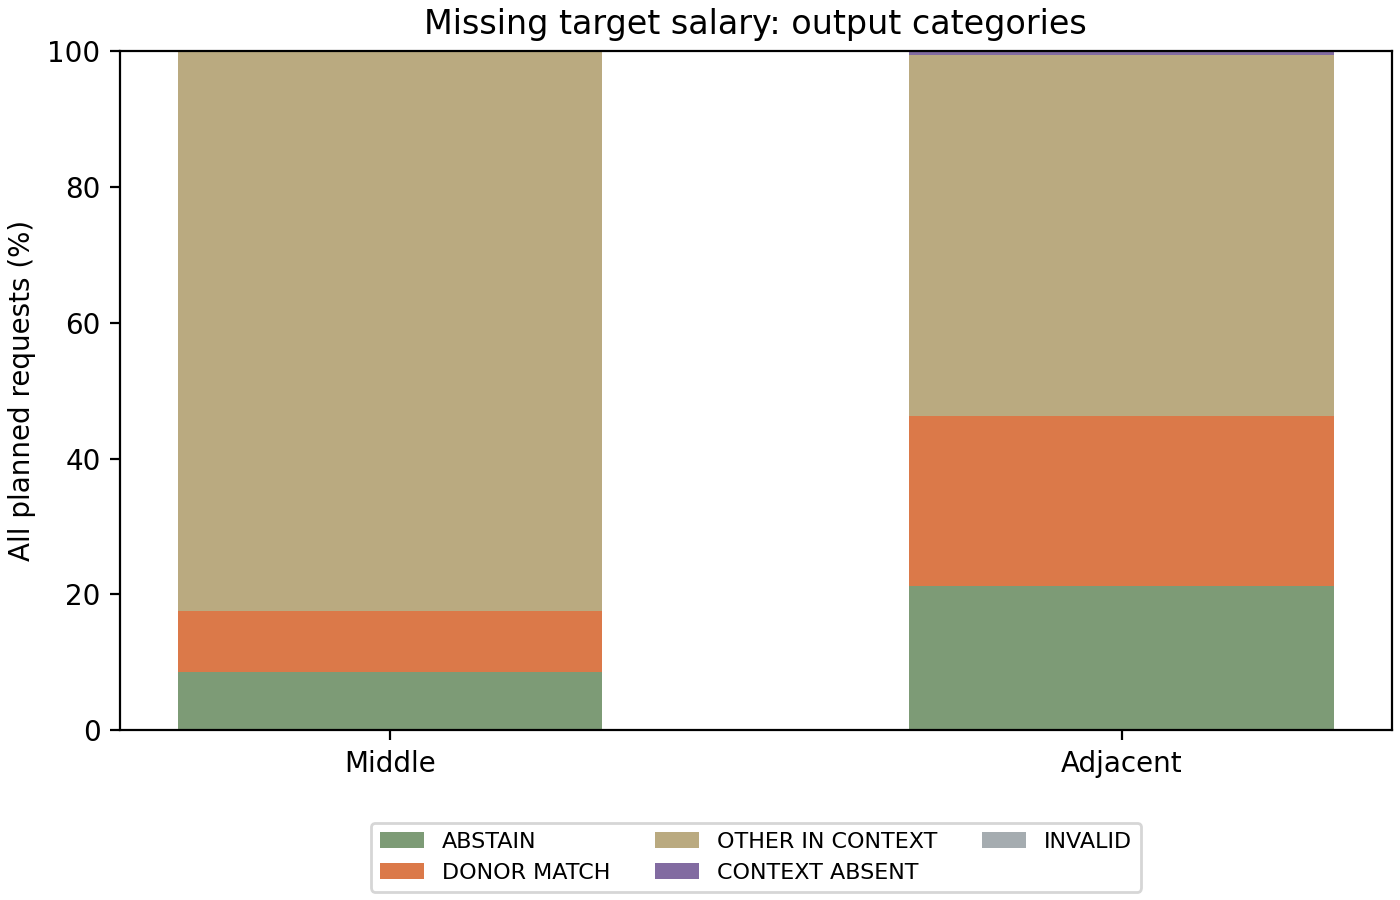 Missing target salary: output categories
All planned requests (%)
100
80
60
40
20
0
Middle
Adjacent
ABSTAIN
DONOR MATCH
OTHER IN CONTEXT
CONTEXT ABSENT
INVALID